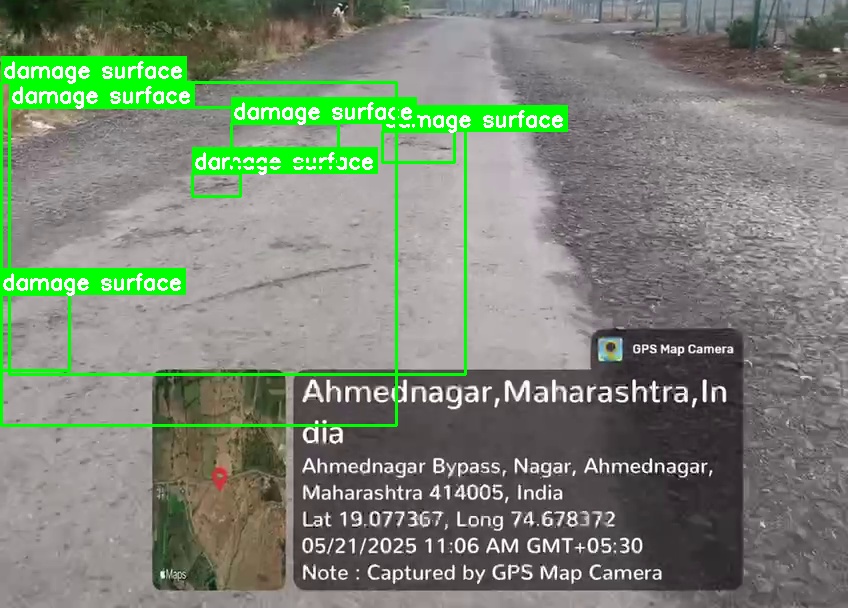 damage surface
damage surface
damage surface
damage surface
damage surface
damage surface
GPS Map Camera
Ahmednagar,Maharashtra,In
dia
Ahmednagar Bypass, Nagar, Ahmednagar,
Maharashtra 414005, India
Lat 19.077367, Long 74.678372
05/21/2025 11:06 AM GMT+05:30
Note : Captured by GPS Map Camera
Maps